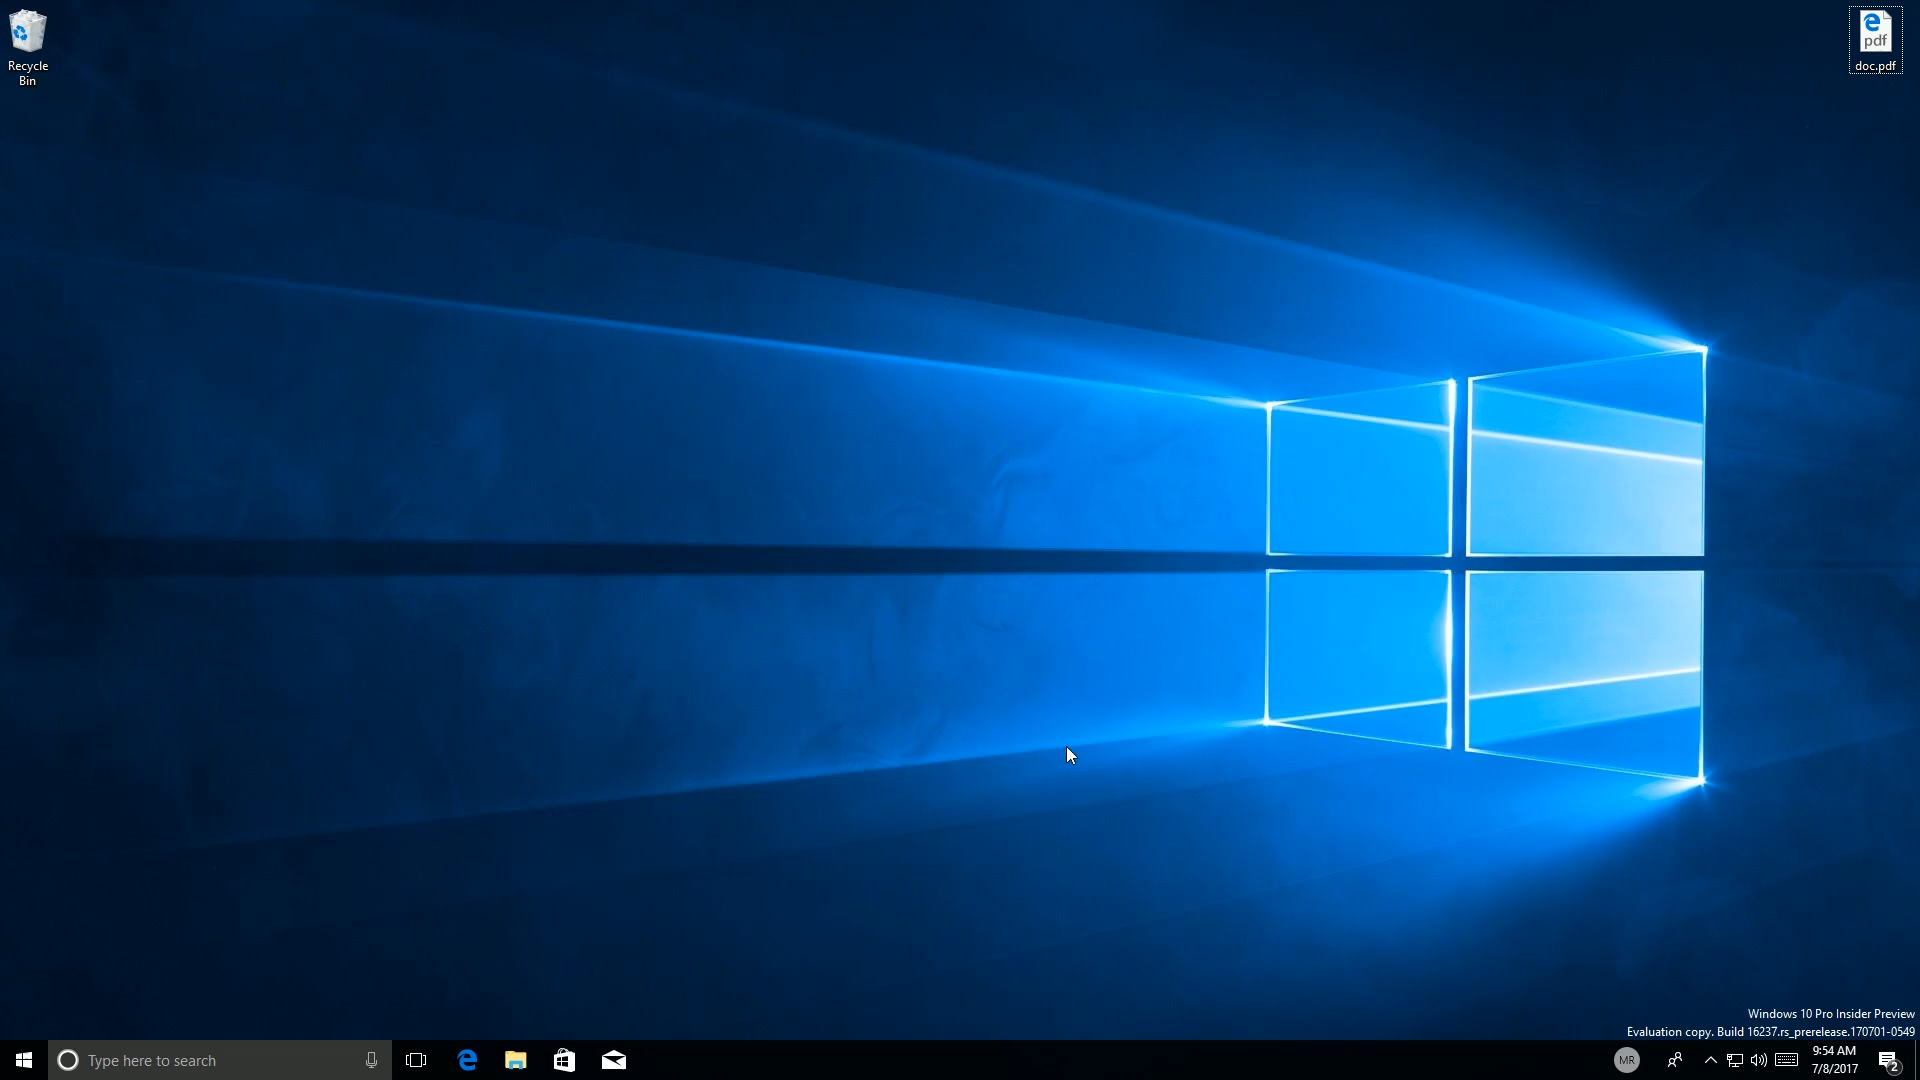 Recycle
Bin
pdf
doc.pdf
Windows 10 Pro Insider Preview
Evaluation copy. Build 16237.rs_prerelease.170701-0549
Type here to search
MR
9:54 AM
7/8/2017
2